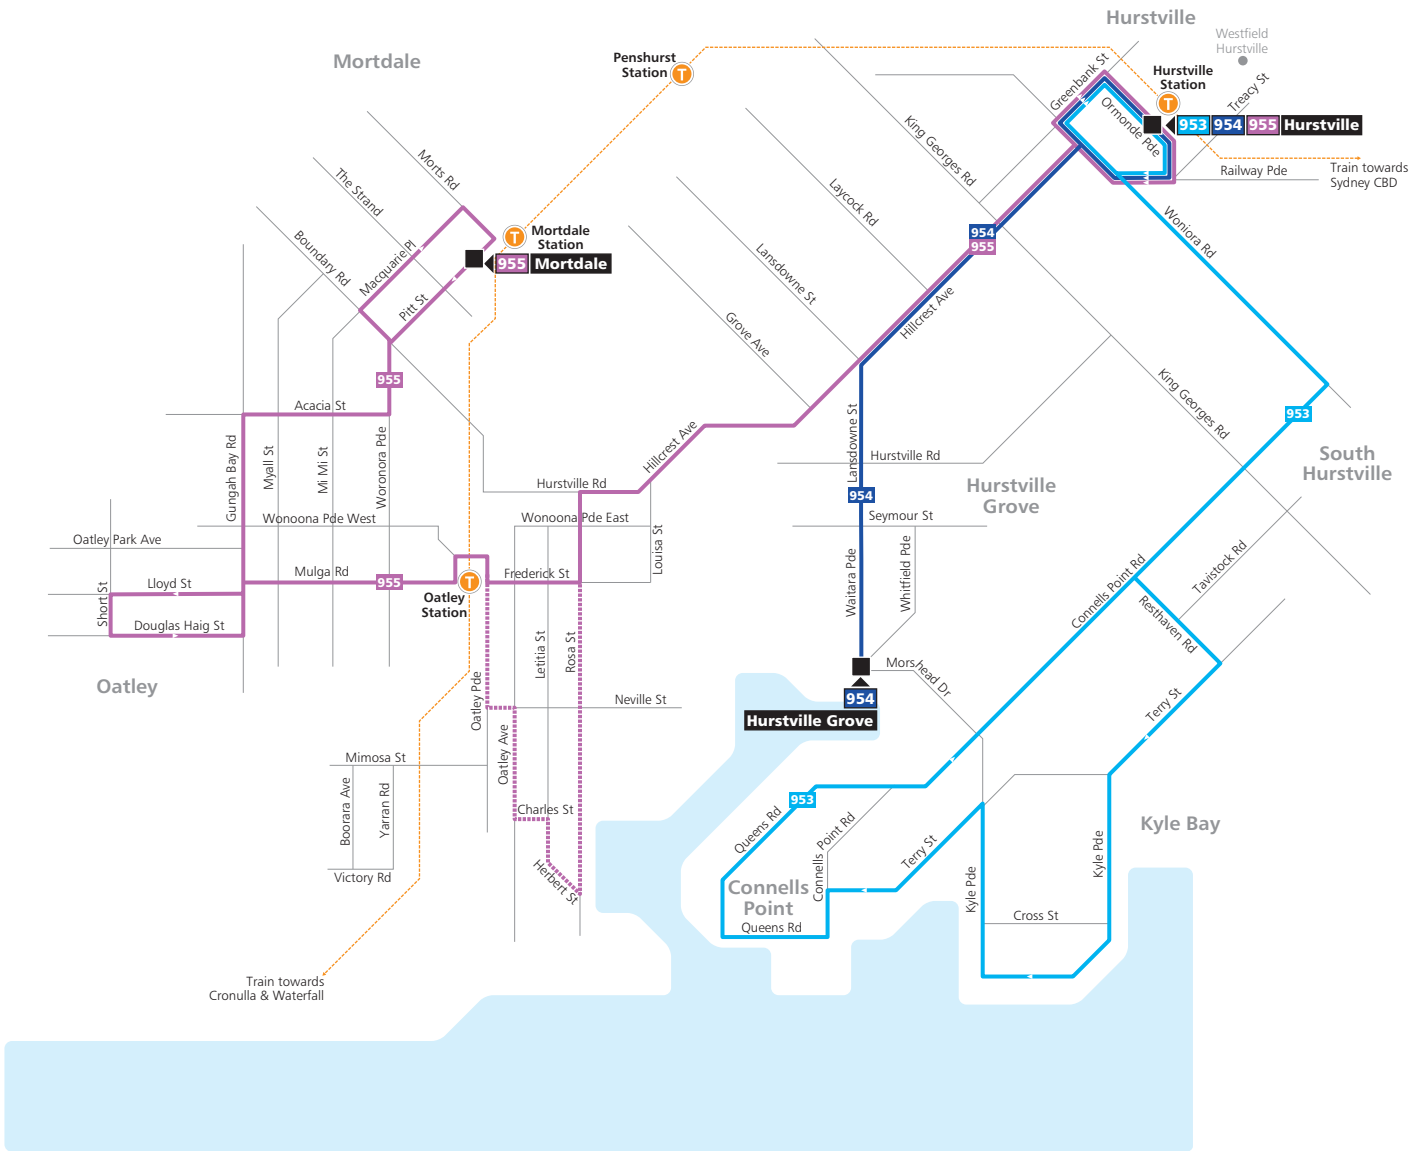 Hurstville
Westfield
Hurstville
Mortdale
Penshurst
Station
T
Hurstville
Station
T
Greenbank St
Treacy St
Ormonde Pde
953
954
955
Hurstville
Train towards
Sydney CBD
Railway Pde
King Georges Rd
Morts Rd
The Strand
Laycock Rd
Woniora Rd
T
Mortdale
Station
955
Mortdale
954
955
Boundary Rd
Macquarie Pl
Pitt St
Lansdowne St
Grove Ave
Hillcrest Ave
955
Acacia St
King Georges Rd
953
Gungah Bay Rd
Myall St
Mi Mi St
Woronora Pde
Hillcrest Ave
Lansdowne St
Hurstville Rd
South
Hurstville
Hurstville Rd
954
Hurstville
Grove
Wonoona Pde West
Wonoona Pde East
Seymour St
Oatley Park Ave
Louisa St
Waitara Pde
Whitfield Pde
Connells Point Rd
Tavistock Rd
Mulga Rd
955
T
Oatley
Station
Frederick St
Lloyd St
Short St
Douglas Haig St
Resthaven Rd
Letitia St
Rosa St
Oatley
Oatley Pde
Morshead Dr
954
Hurstville Grove
Neville St
Terry St
Oatley Ave
Mimosa St
Boorara Ave
Yarran Rd
Victory Rd
Charles St
Herbert St
953
Queens Rd
Connells Point Rd
Terry St
Kyle Bay
Kyle Pde
Kyle Pde
Connells
Point
Queens Rd
Cross St
Train towards
Cronulla & Waterfall